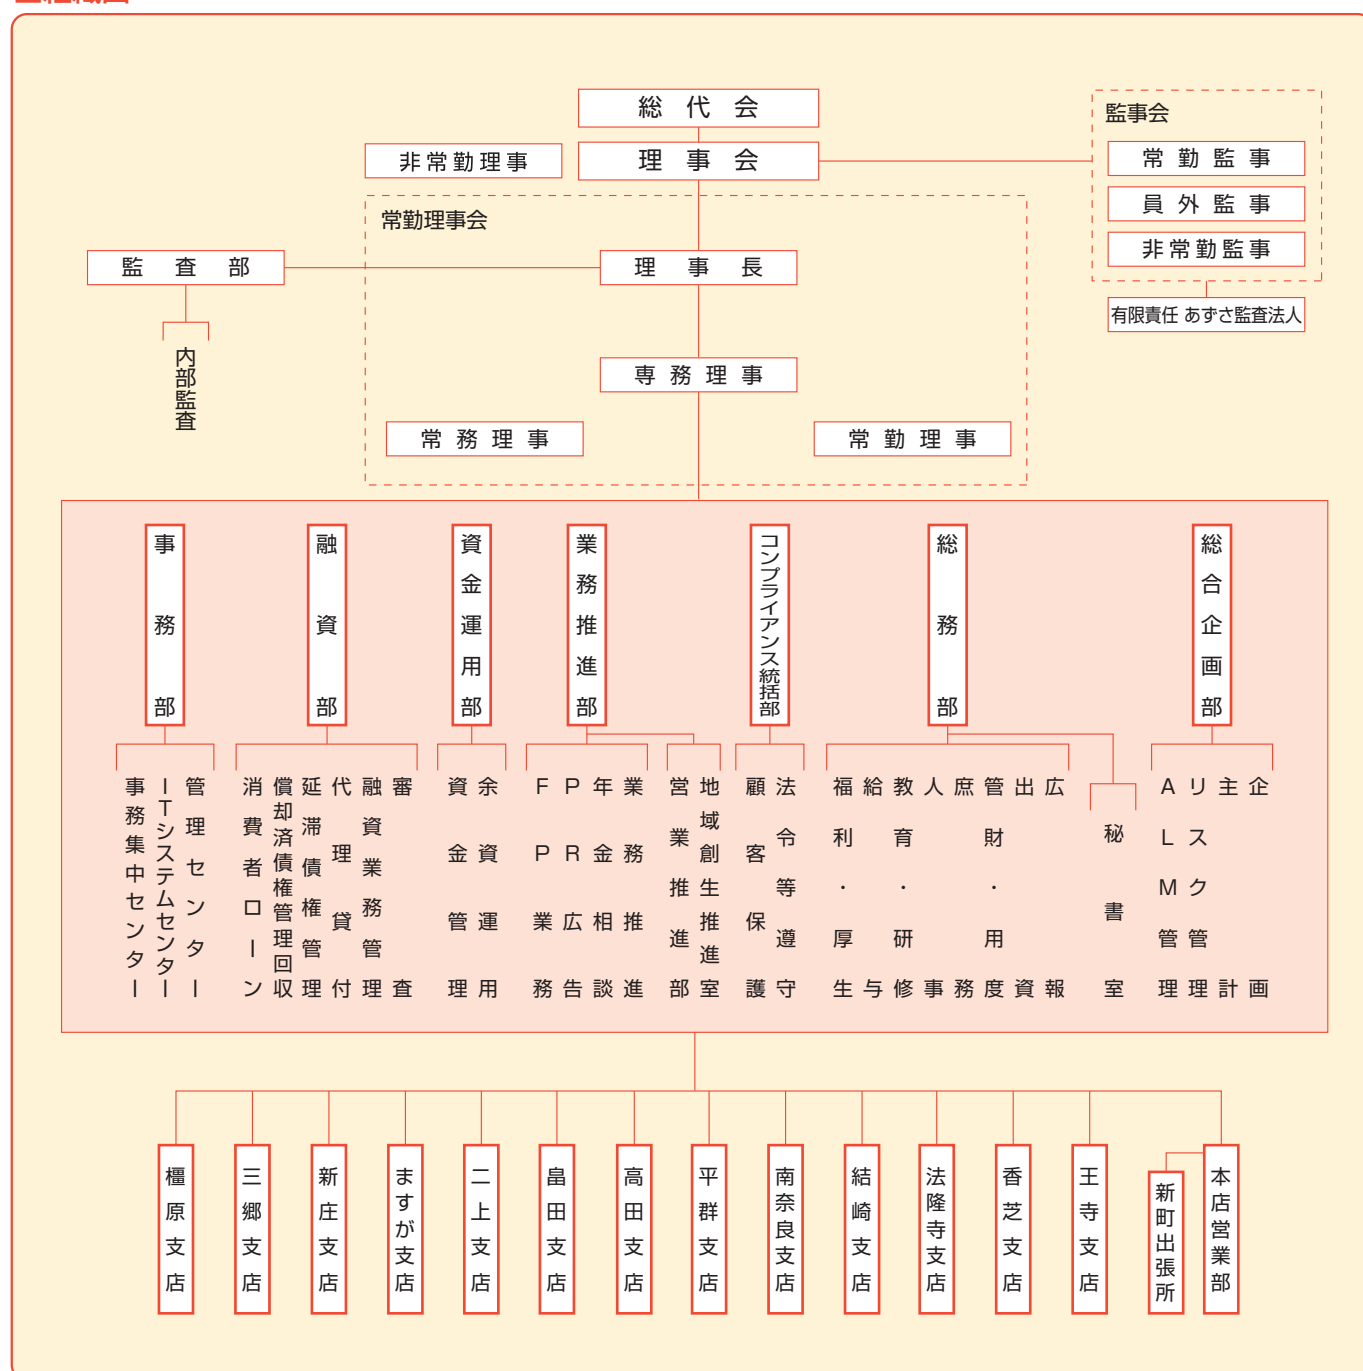 総代会
理事会
非常勤理事
監事会
常勤監事
員外監事
非常勤監事
有限責任 あずさ監査法人
常勤理事会
理事長
監査部
内部監査
専務理事
常務理事
常勤理事
総合企画部
企画
主計
リスク管理
ALM管理
総務部
秘書室
広報
出資
管財・用度
庶務
人事
教育・研修
給与
福利・厚生
コンプライアンス統括部
法令等遵守
顧客保護
業務推進部
地域創生推進室
営業推進部
業務推進
年金相談
PR広告
FP業務
資金運用部
余資運用
資金管理
融資部
審査
融資業務管理
代理貸付
延滞債権管理
償却済債権管理回収
消費者ローン
事務部
管理センター
ITシステムセンター
事務集中センター
本店営業部
新町出張所
王寺支店
香芝支店
法隆寺支店
結崎支店
南奈良支店
平群支店
高田支店
畠田支店
二上支店
ますが支店
新庄支店
三郷支店
橿原支店